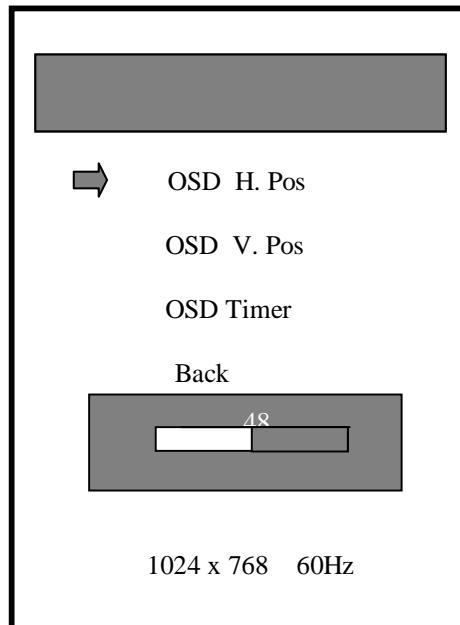 OSD H. Pos
OSD V. Pos
OSD Timer
Back
48
1024 x 768 60Hz